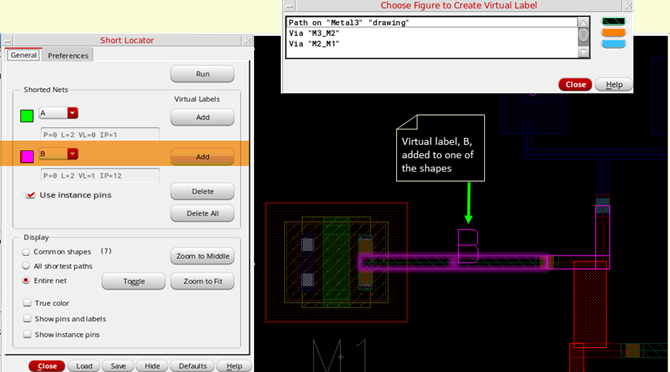 Choose Figure to Create Virtual Label
Path on "Metal3" "drawing"
Via "M3_M2"
Via "M2_M1"
Close
Help
Short Locator
General
Preferences
Run
Shorted Nets
Virtual Labels
A
Add
P=0 L=2 VL=0 IP=1
B
Add
P=0 L=2 VL=1 IP=12
Use instance pins
Delete
Delete All
Display
Common shapes (7)
Zoom to Middle
All shortest paths
Entire net
Toggle
Zoom to Fit
True color
Show pins and labels
Show instance pins
Close
Load
Save
Hide
Defaults
Help
Virtual label, B,
added to one of
the shapes
B
M1